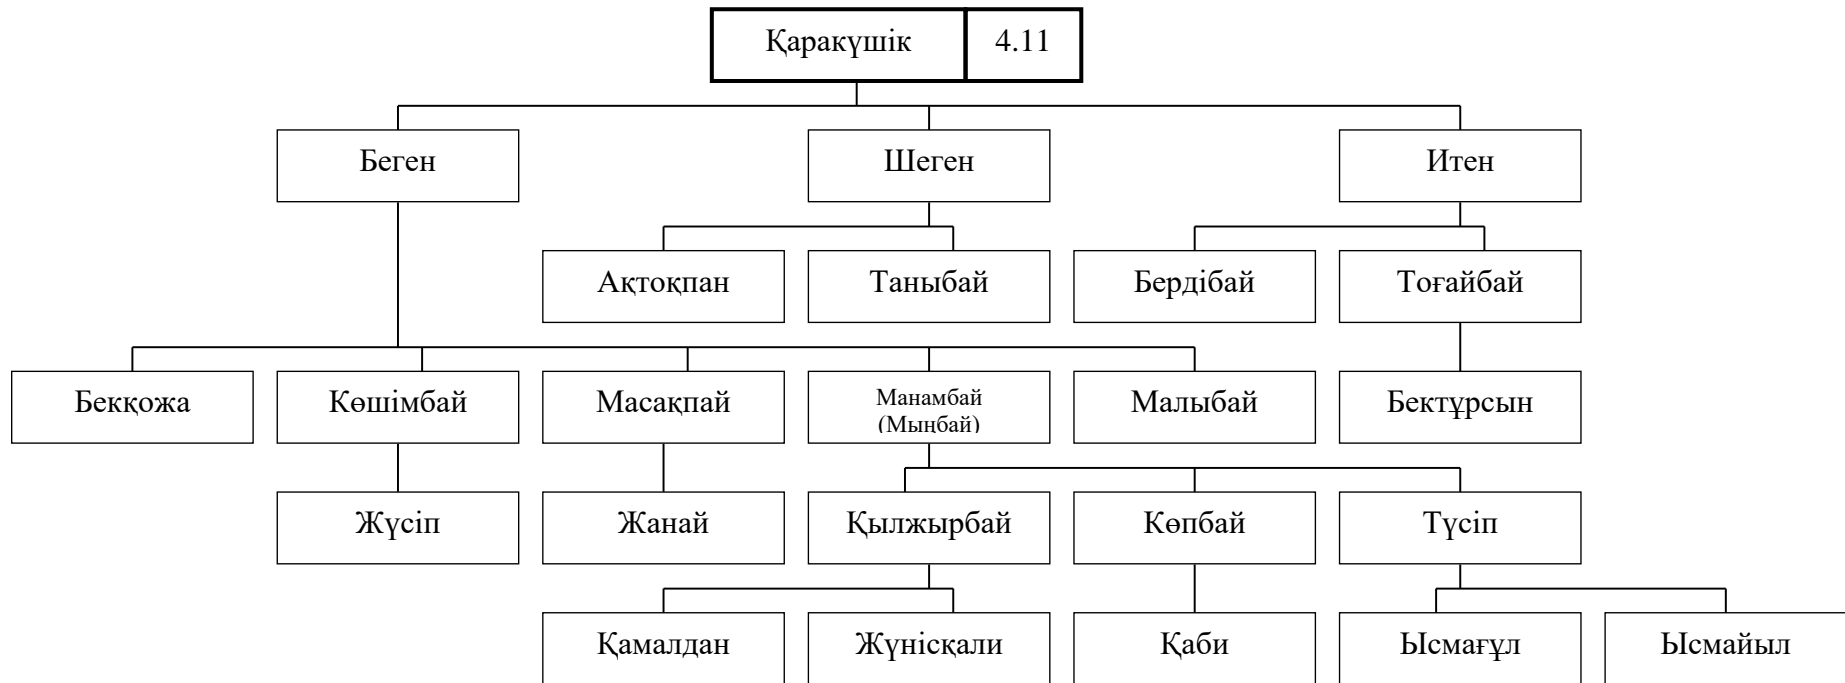 Қаракүшік 4.11
Беген Шеген Итен
Ақтоқпан Таныбай Бердібай Тоғайбай
Бекқожа Көшімбай Масақпай Манамбай
(Мыңбай) Малыбай Бектұрсын
Жүсіп Жанай Қылжырбай Көпбай Түсіп
Қамалдан Жүнісқали Қаби Ысмағұл Ысмайыл